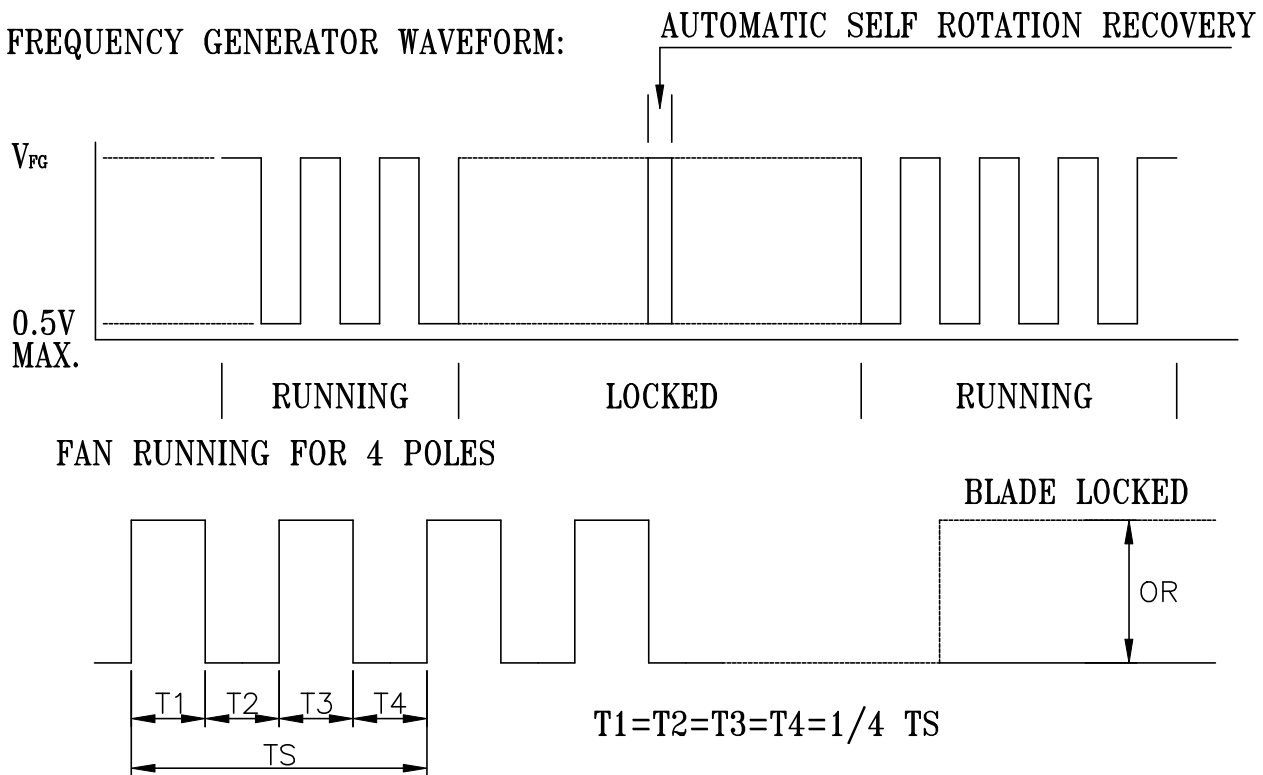 FREQUENCY GENERATOR WAVEFORM:
AUTOMATIC SELF ROTATION RECOVERY
VFG
0.5V
MAX.
RUNNING
LOCKED
RUNNING
FAN RUNNING FOR 4 POLES
BLADE LOCKED
OR
T1
T2
T3
T4
T1=T2=T3=T4=1/4 TS
TS